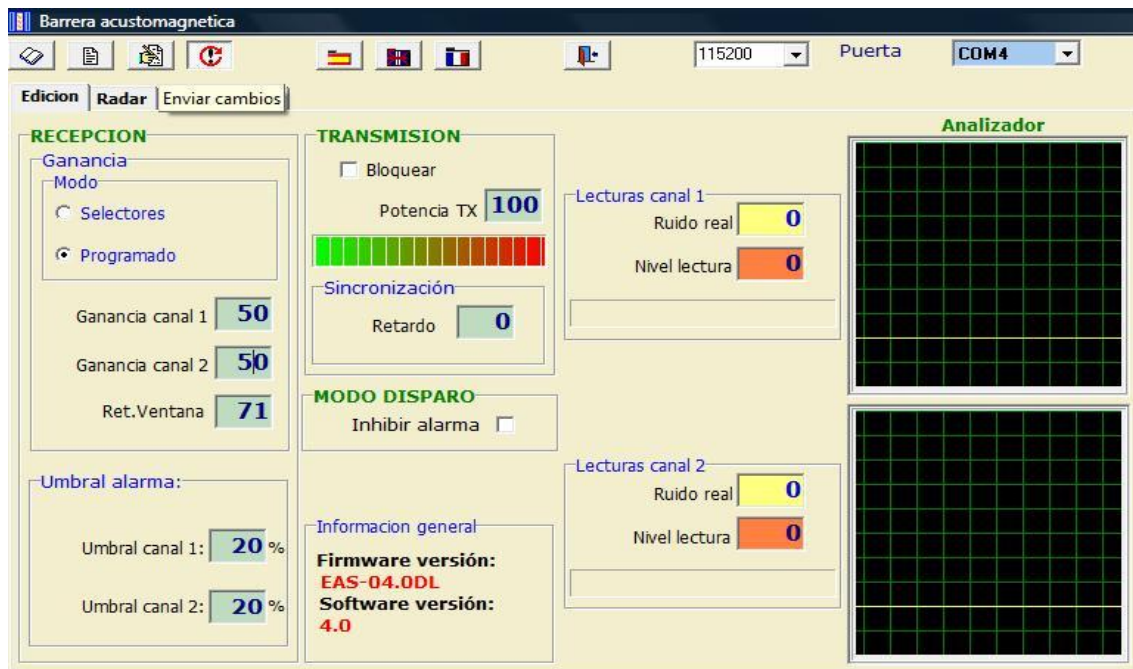 Barrera acustomagnetica
115200
Puerta
COM4
Edicion
Radar
Enviar cambios
RECEPCION
Ganancia
Modo
Selectores
Programado
Ganancia canal 1
50
Ganancia canal 2
50
Ret.Ventana
71
Umbral alarma:
Umbral canal 1:
20 %
Umbral canal 2:
20 %
TRANSMISION
Bloquear
Potencia TX
100
Sincronización
Retardo
0
MODO DISPARO
Inhibir alarma
Informacion general
Firmware versión:
EAS-04.0DL
Software versión:
4.0
Lecturas canal 1
Ruido real
0
Nivel lectura
0
Lecturas canal 2
Ruido real
0
Nivel lectura
0
Analizador